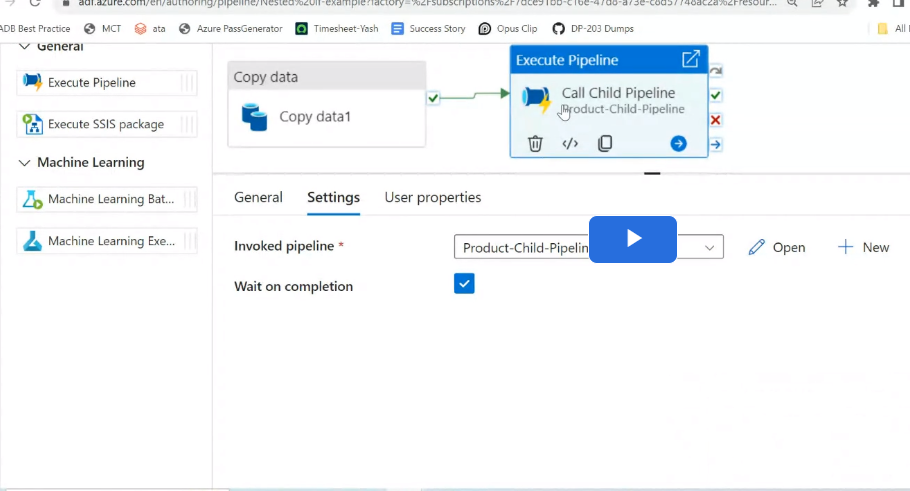 adf.azure.com/en/authoring/pipeline/Nested%20If-example?factory=%2Fsubscriptions%2F7dce91bb-c16e-47d6-a73e-c8d57748ac2a%2Fresour...
ADB Best Practice MCT ata Azure PassGenerator Timesheet-Yash Success Story Opus Clip DP-203 Dumps All
General
Execute Pipeline
Execute SSIS package
Machine Learning
Machine Learning Bat...
Machine Learning Exe...
Copy data
Copy data1
Execute Pipeline
Call Child Pipeline
Product-Child-Pipeline
General Settings User properties
Invoked pipeline * Product-Child-Pipelin Open New
Wait on completion